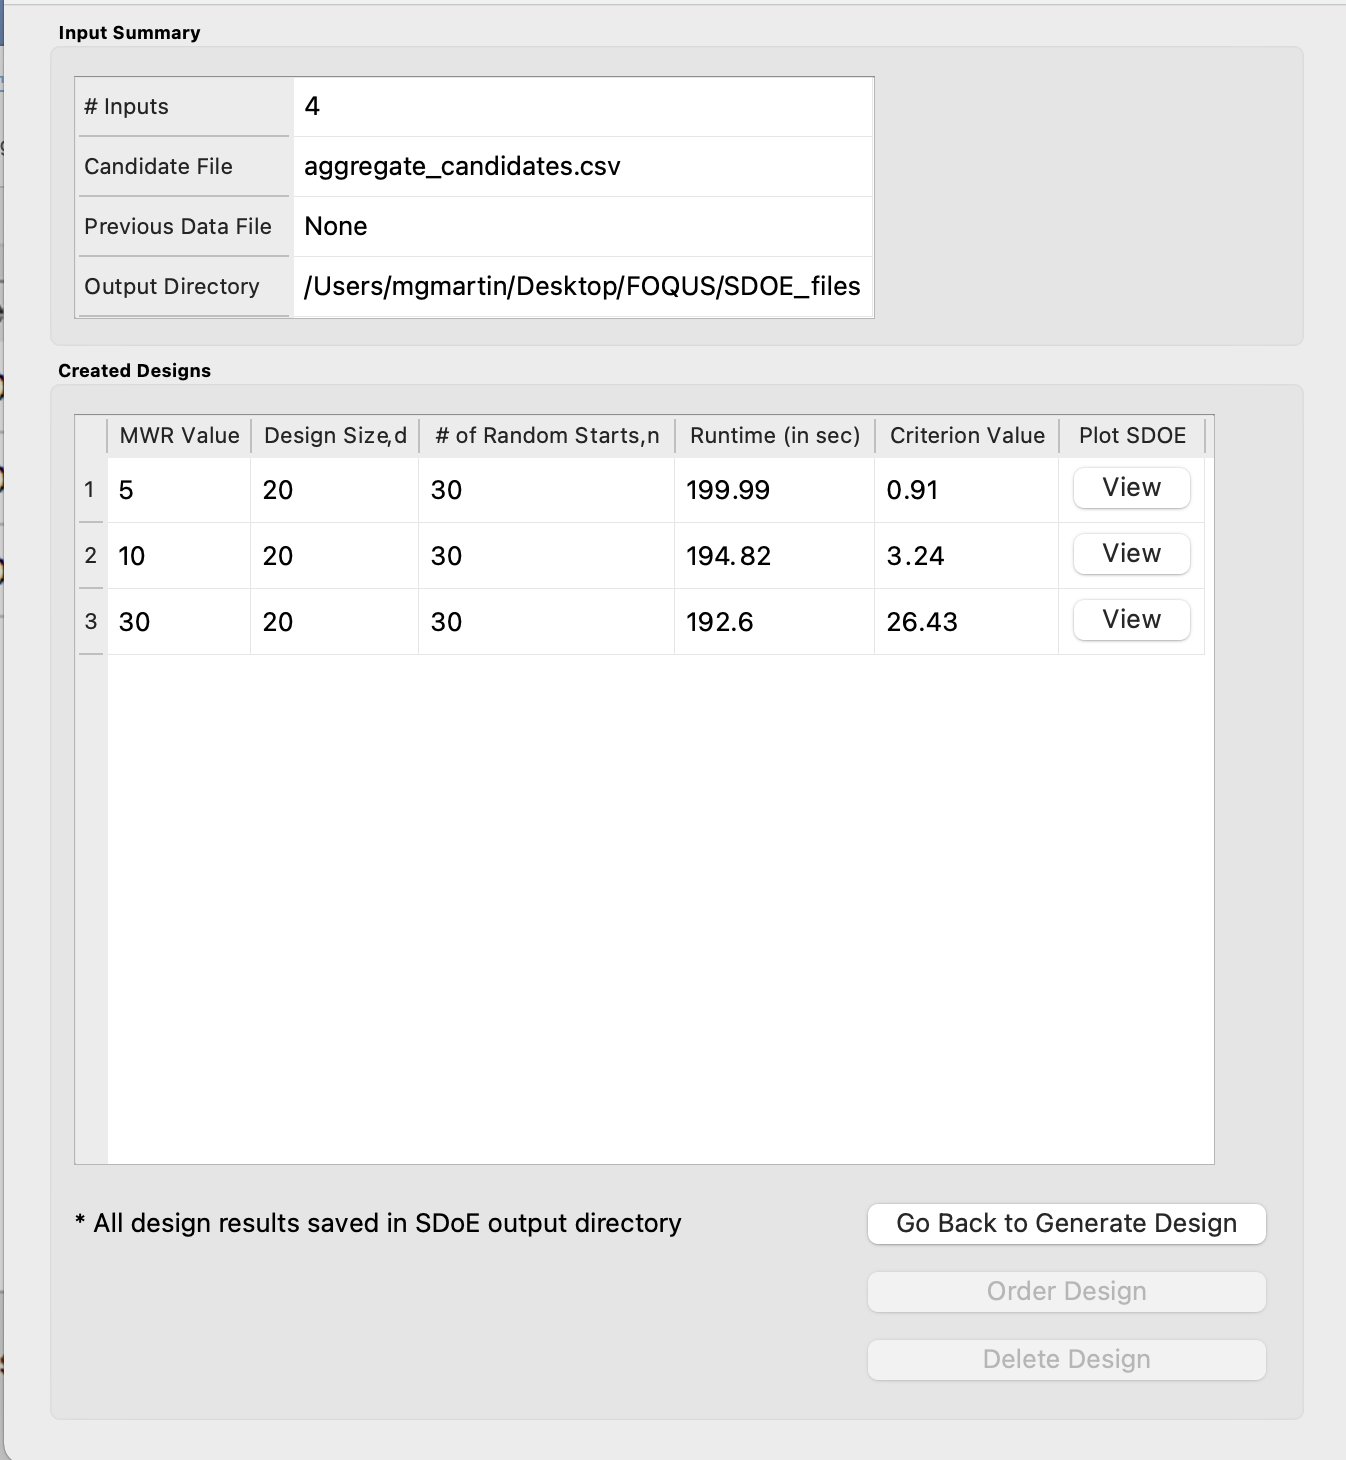 Input Summary
# Inputs 4
Candidate File aggregate_candidates.csv
Previous Data File None
Output Directory /Users/mgmartin/Desktop/FOQUS/SDOE_files
Created Designs
MWR Value Design Size,d # of Random Starts,n Runtime (in sec) Criterion Value Plot SDOE
1 5 20 30 199.99 0.91 View
2 10 20 30 194.82 3.24 View
3 30 20 30 192.6 26.43 View
* All design results saved in SDoE output directory
Go Back to Generate Design
Order Design
Delete Design